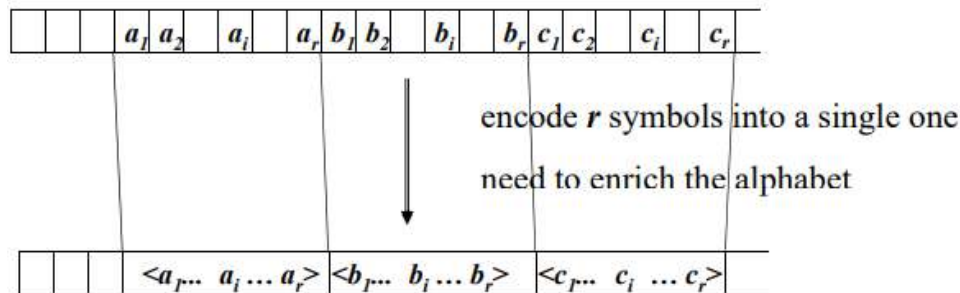 a₁ a₂ aᵢ aᵣ b₁ b₂ bᵢ bᵣ c₁ c₂ cᵢ cᵣ
encode r symbols into a single one
need to enrich the alphabet
<a₁... aᵢ ... aᵣ> <b₁... bᵢ ... bᵣ> <c₁... cᵢ ... cᵣ>